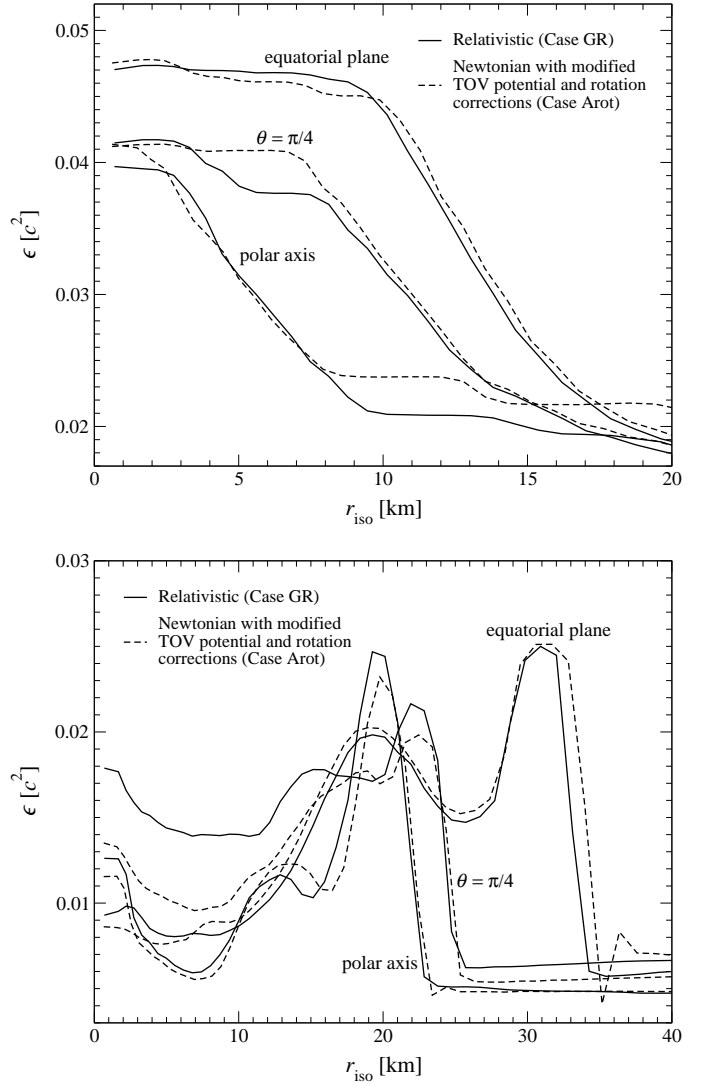 0.05
0.04
0.03
0.02
ϵ [c²]
equatorial plane
θ = π/4
polar axis
Relativistic (Case GR)
Newtonian with modified
TOV potential and rotation
corrections (Case Arot)
0 5 10 15 20
r_iso [km]
0.03
0.02
0.01
ϵ [c²]
Relativistic (Case GR)
Newtonian with modified
TOV potential and rotation
corrections (Case Arot)
equatorial plane
θ = π/4
polar axis
0 10 20 30 40
r_iso [km]